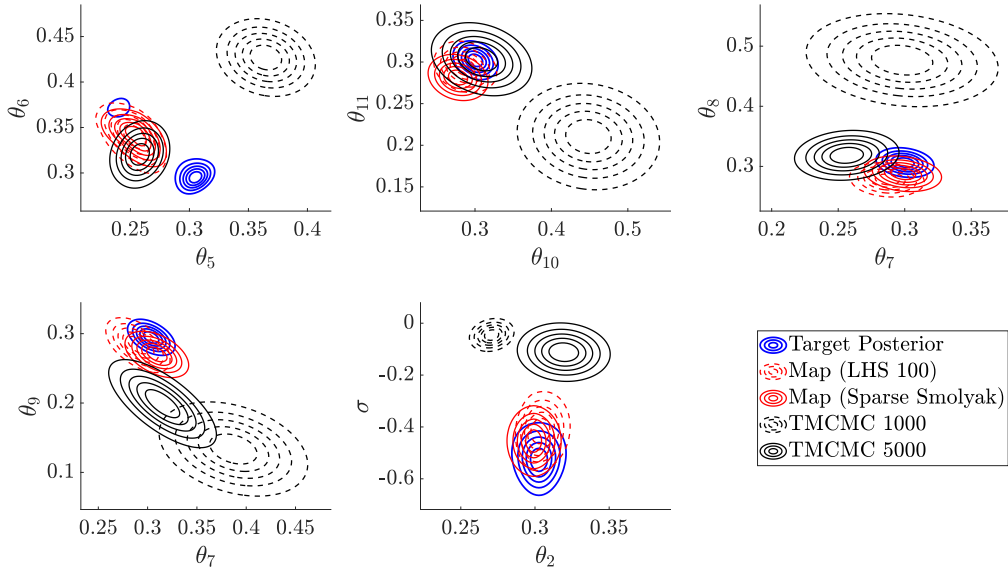 0.45
0.4
0.35
0.3
θ6
0.25 0.3 0.35 0.4
θ5
0.35
0.3
0.25
0.2
0.15
θ11
0.3 0.4 0.5
θ10
0.5
0.4
0.3
θ8
0.2 0.25 0.3 0.35
θ7
0.3
0.2
0.1
θ9
0.25 0.3 0.35 0.4 0.45
θ7
0
-0.2
-0.4
-0.6
σ
0.25 0.3 0.35
θ2
Target Posterior
Map (LHS 100)
Map (Sparse Smolyak)
TMCMC 1000
TMCMC 5000